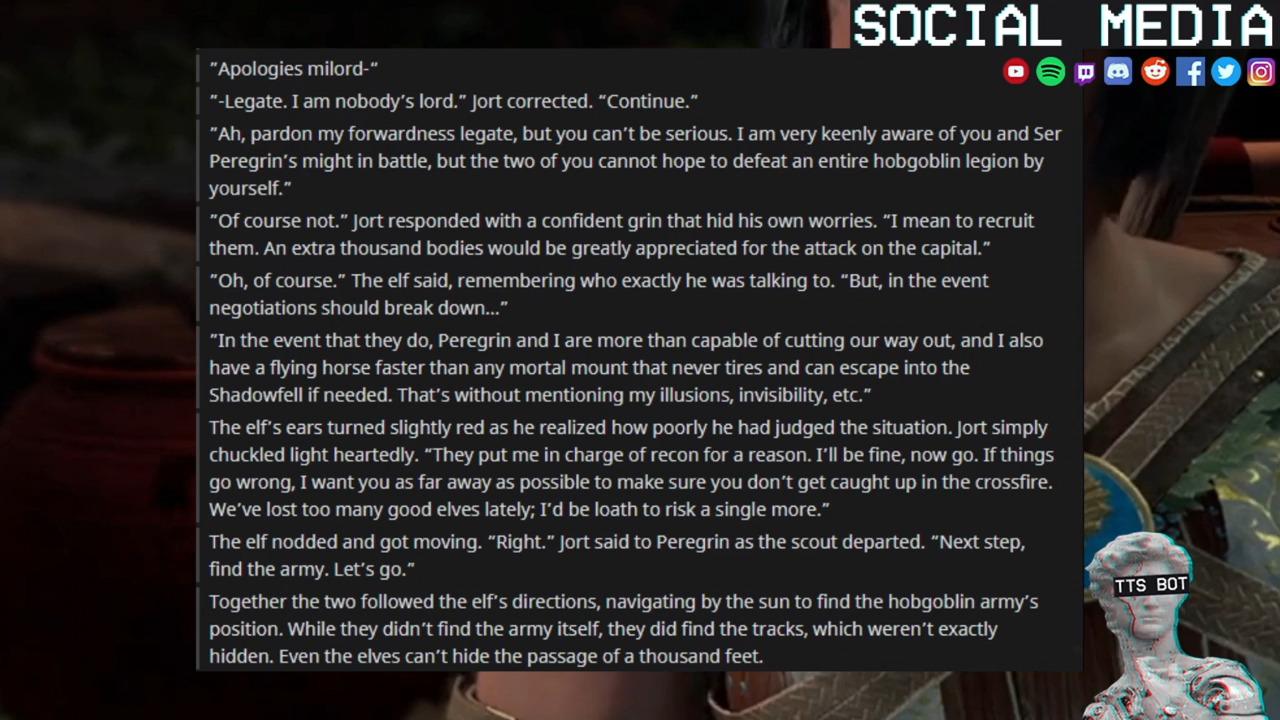 SOCIAL MEDIA
"Apologies milord-“
"-Legate. I am nobody’s lord.” Jort corrected. “Continue.”
"Ah, pardon my forwardness legate, but you can’t be serious. I am very keenly aware of you and Ser
Peregrin’s might in battle, but the two of you cannot hope to defeat an entire hobgoblin legion by
yourself.”
"Of course not.” Jort responded with a confident grin that hid his own worries. “I mean to recruit
them. An extra thousand bodies would be greatly appreciated for the attack on the capital.”
"Oh, of course.” The elf said, remembering who exactly he was talking to. “But, in the event
negotiations should break down...”
"In the event that they do, Peregrin and I are more than capable of cutting our way out, and I also
have a flying horse faster than any mortal mount that never tires and can escape into the
Shadowfell if needed. That’s without mentioning my illusions, invisibility, etc.”
The elf’s ears turned slightly red as he realized how poorly he had judged the situation. Jort simply
chuckled light heartedly. “They put me in charge of recon for a reason. I’ll be fine, now go. If things
go wrong, I want you as far away as possible to make sure you don’t get caught up in the crossfire.
We’ve lost too many good elves lately; I’d be loath to risk a single more.”
The elf nodded and got moving. “Right.” Jort said to Peregrin as the scout departed. “Next step,
find the army. Let’s go.”
Together the two followed the elf’s directions, navigating by the sun to find the hobgoblin army’s
position. While they didn’t find the army itself, they did find the tracks, which weren’t exactly
hidden. Even the elves can’t hide the passage of a thousand feet.
TTS BOT